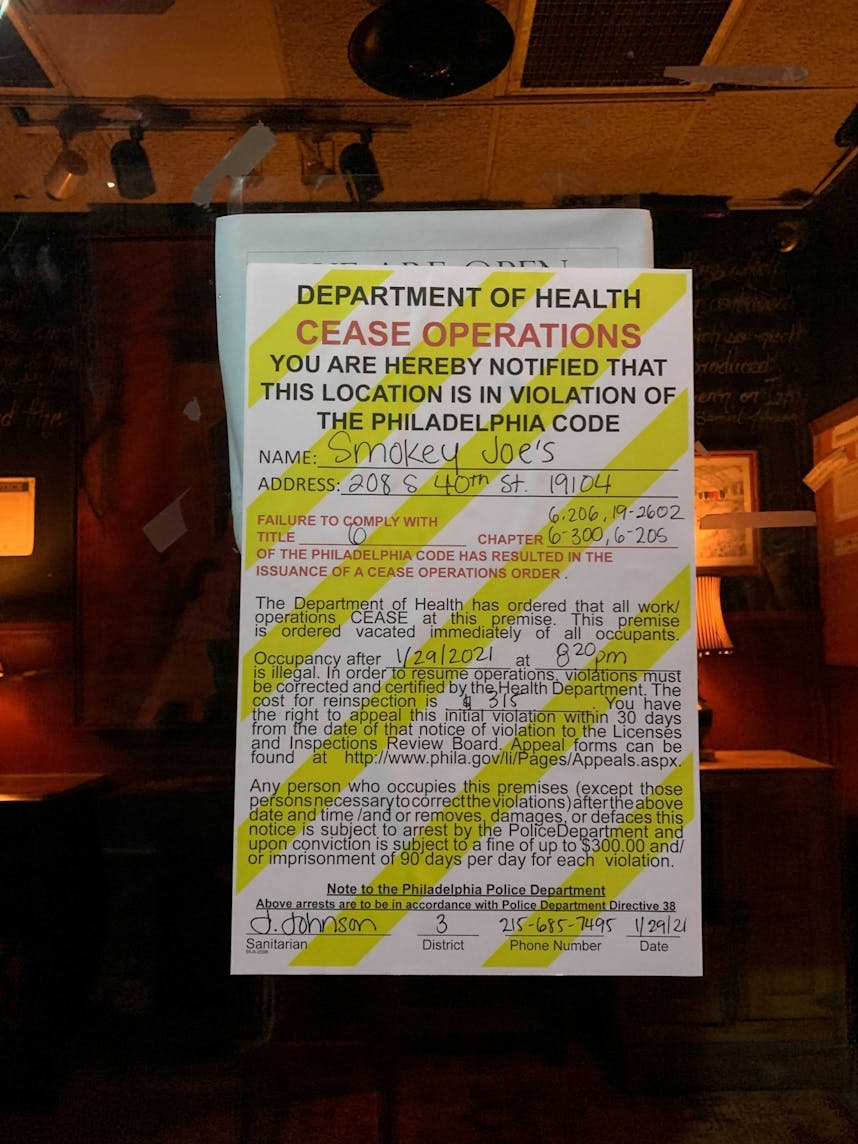 WE ARE OPEN
DEPARTMENT OF HEALTH
CEASE OPERATIONS
YOU ARE HEREBY NOTIFIED THAT
THIS LOCATION IS IN VIOLATION OF
THE PHILADELPHIA CODE
NAME: Smokey Joe's
ADDRESS: 208 S 40th St. 19104
6.206, 19-2602
FAILURE TO COMPLY WITH
TITLE 6 CHAPTER 6-300, 6-205
OF THE PHILADELPHIA CODE HAS RESULTED IN THE
ISSUANCE OF A CEASE OPERATIONS ORDER .
The Department of Health has ordered that all work/
operations CEASE at this premise. This premise
is ordered vacated immediately of all occupants.
Occupancy after 1/29/2021 at 820pm
is illegal. In order to resume operations, violations must
be corrected and certified by the Health Department. The
cost for reinspection is $ 315 . You have
the right to appeal this initial violation within 30 days
from the date of that notice of violation to the Licenses
and Inspections Review Board. Appeal forms can be
found at http://www.phila.gov/li/Pages/Appeals.aspx.
Any person who occupies this premises (except those
persons necessary to correct the violations) after the above
date and time /and or removes, damages, or defaces this
notice is subject to arrest by the Police Department and
upon conviction is subject to a fine of up to $300.00 and/
or imprisonment of 90 days per day for each violation.
Note to the Philadelphia Police Department
Above arrests are to be in accordance with Police Department Directive 38
J. Johnson 3 215-685-7495 1/29/21
Sanitarian District Phone Number Date